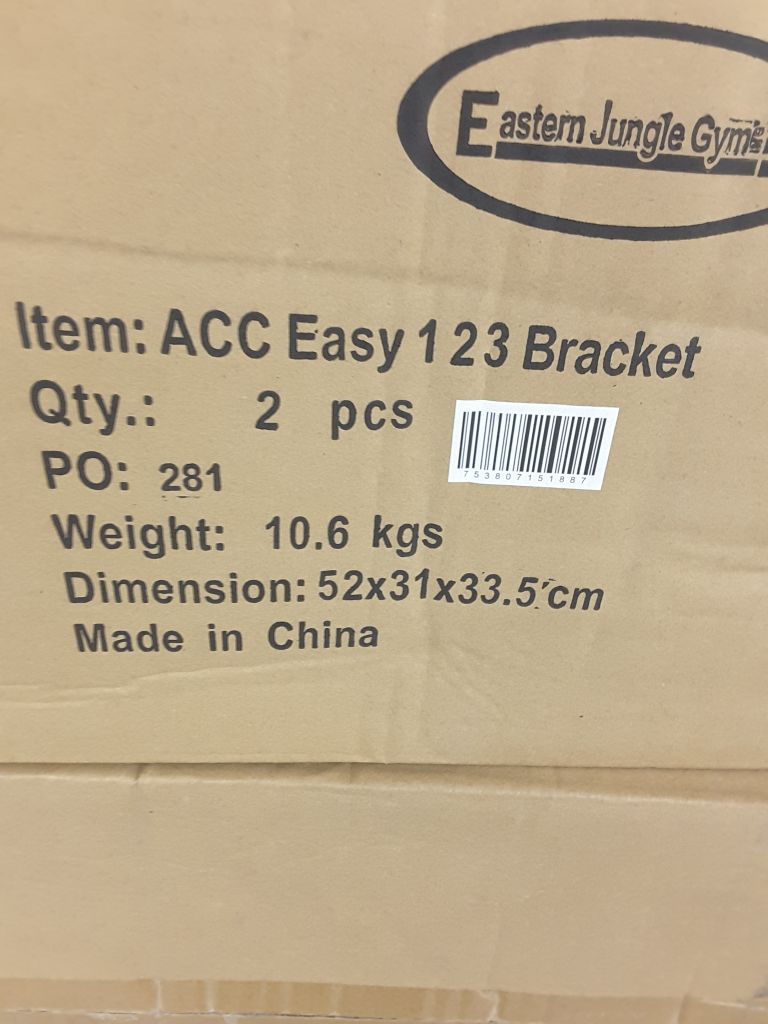 Eastern Jungle Gym
Item: ACC Easy 1 2 3 Bracket
Qty.: 2 pcs
753807151887
PO: 281
Weight: 10.6 kgs
Dimension: 52x31x33.5 cm
Made in China